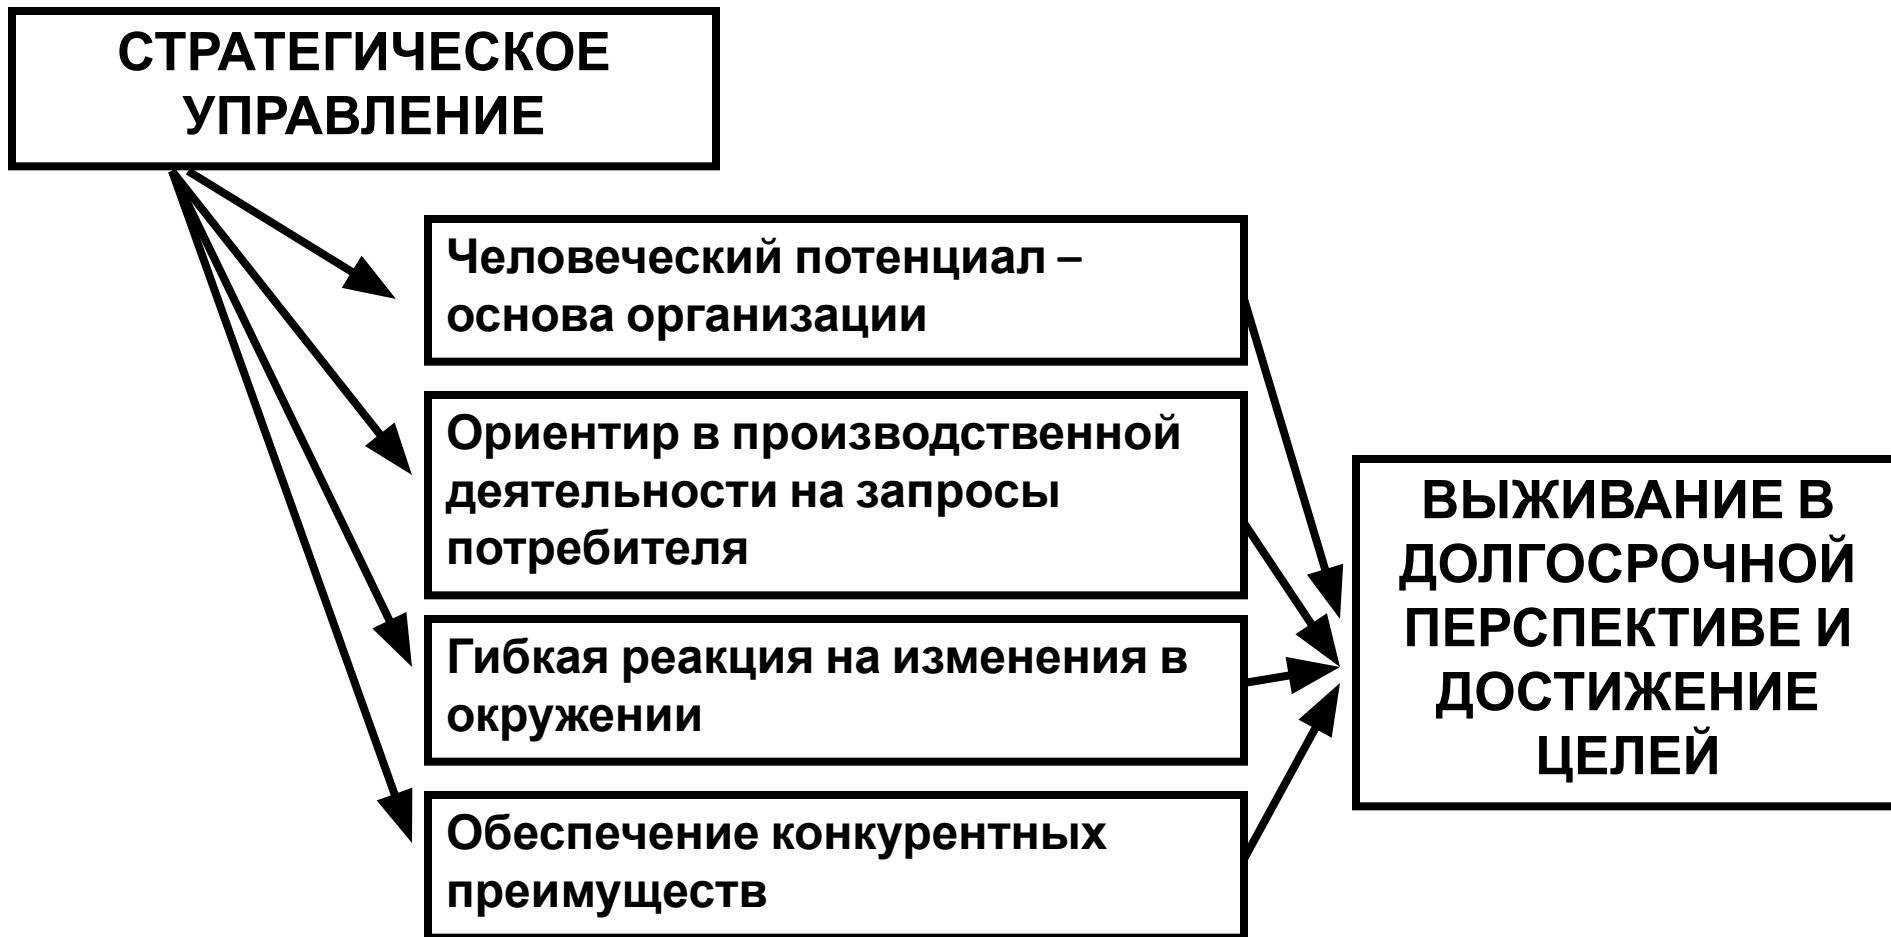 СТРАТЕГИЧЕСКОЕ
УПРАВЛЕНИЕ
Человеческий потенциал –
основа организации
Ориентир в производственной
деятельности на запросы
потребителя
Гибкая реакция на изменения в
окружении
Обеспечение конкурентных
преимуществ
ВЫЖИВАНИЕ В
ДОЛГОСРОЧНОЙ
ПЕРСПЕКТИВЕ И
ДОСТИЖЕНИЕ
ЦЕЛЕЙ